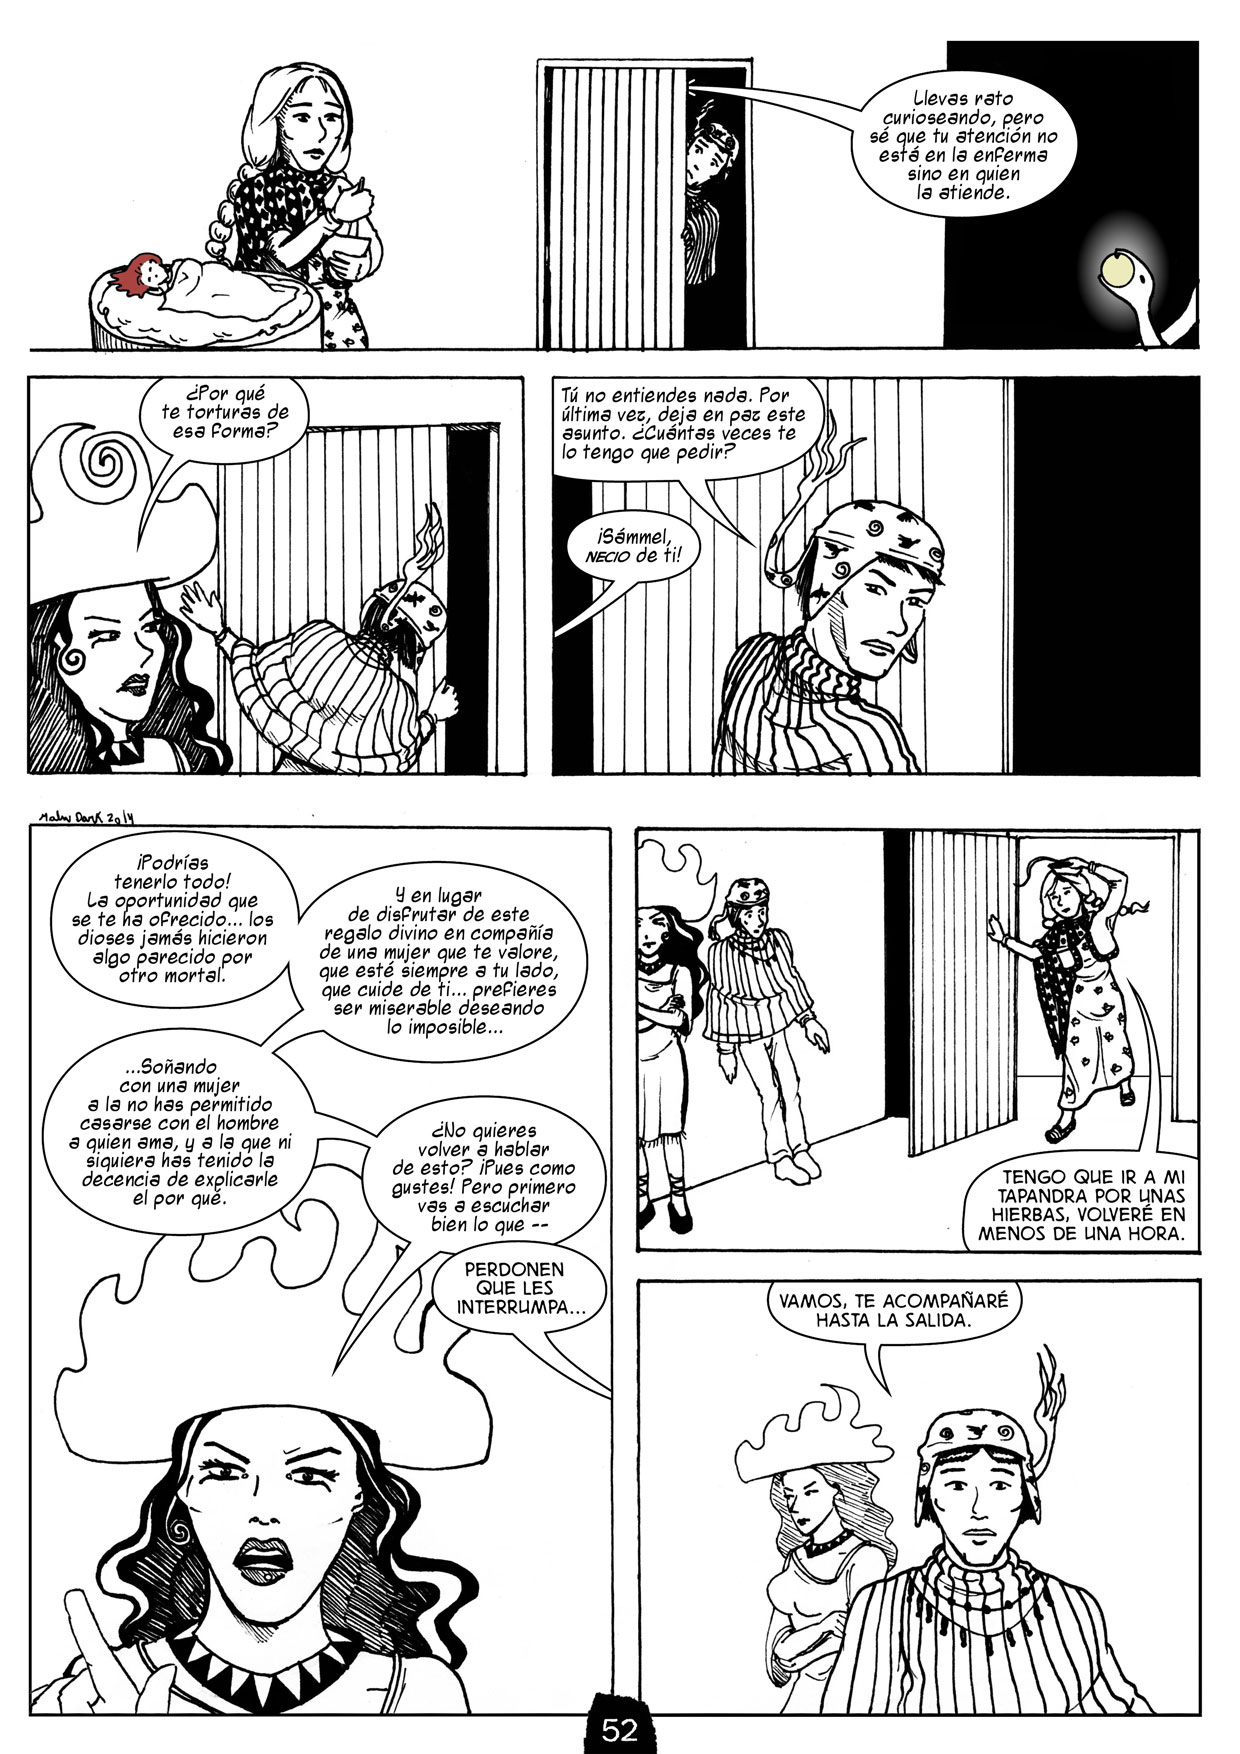 Llevas rato
curioseando, pero
sé que tu atención no
está en la enferma
sino en quien
la atiende.
¿Por qué
te torturas de
esa forma?
Tú no entiendes nada. Por
última vez, deja en paz este
asunto. ¿Cuántas veces te
lo tengo que pedir?
¡Sámmel,
NECIO de ti!
Malw Dark 2014
¡Podrías
tenerlo todo!
La oportunidad que
se te ha ofrecido... los
dioses jamás hicieron
algo parecido por
otro mortal.
Y en lugar
de disfrutar de este
regalo divino en compañía
de una mujer que te valore,
que esté siempre a tu lado,
que cuide de ti... prefieres
ser miserable deseando
lo imposible...
...Soñando
con una mujer
a la no has permitido
casarse con el hombre
a quien ama, y a la que ni
siquiera has tenido la
decencia de explicarle
el por qué.
¿No quieres
volver a hablar
de esto? ¡Pues como
gustes! Pero primero
vas a escuchar
bien lo que --
PERDONEN
QUE LES
INTERRUMPA...
TENGO QUE IR A MI
TAPANDRA POR UNAS
HIERBAS, VOLVERÉ EN
MENOS DE UNA HORA.
VAMOS, TE ACOMPAÑARÉ
HASTA LA SALIDA.
52